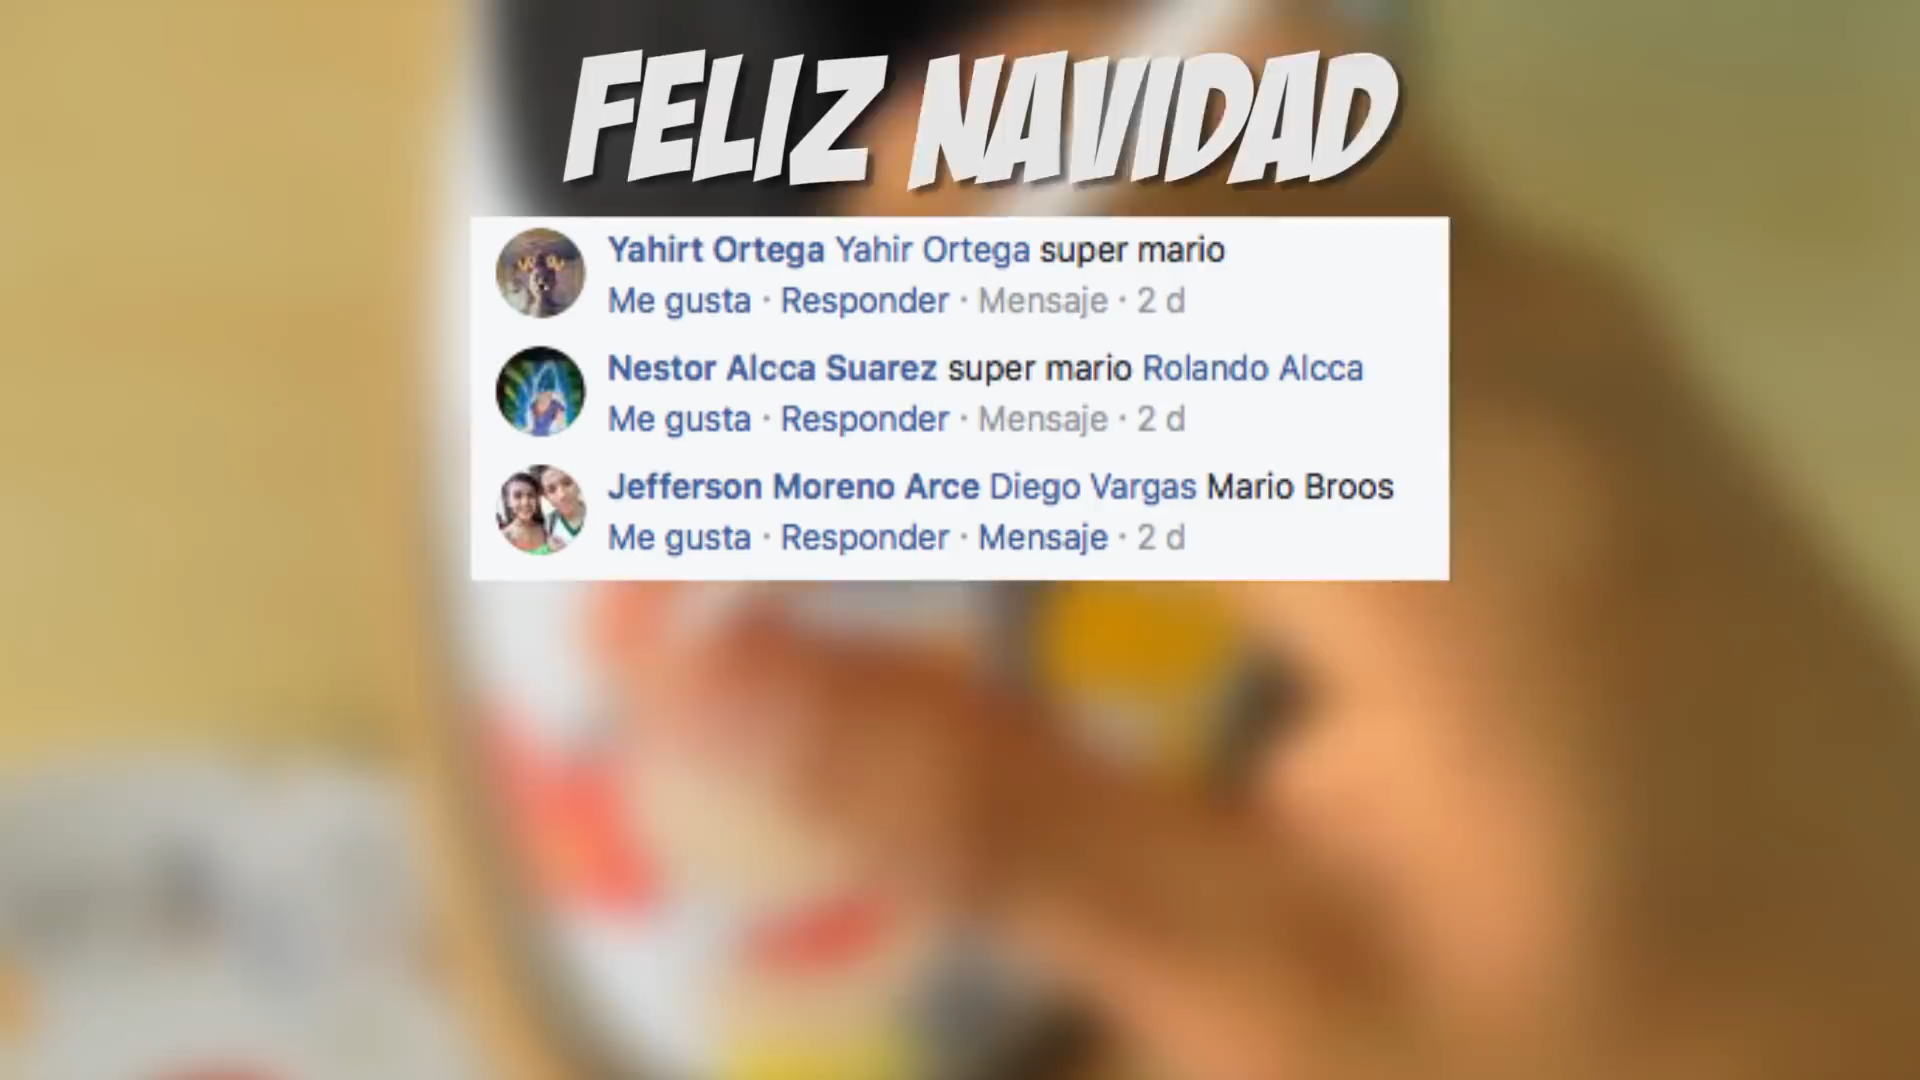 FELIZ NAVIDAD
Yahirt Ortega Yahir Ortega super mario
Me gusta · Responder · Mensaje · 2 d
Nestor Alcca Suarez super mario Rolando Alcca
Me gusta · Responder · Mensaje · 2 d
Jefferson Moreno Arce Diego Vargas Mario Broos
Me gusta · Responder · Mensaje · 2 d